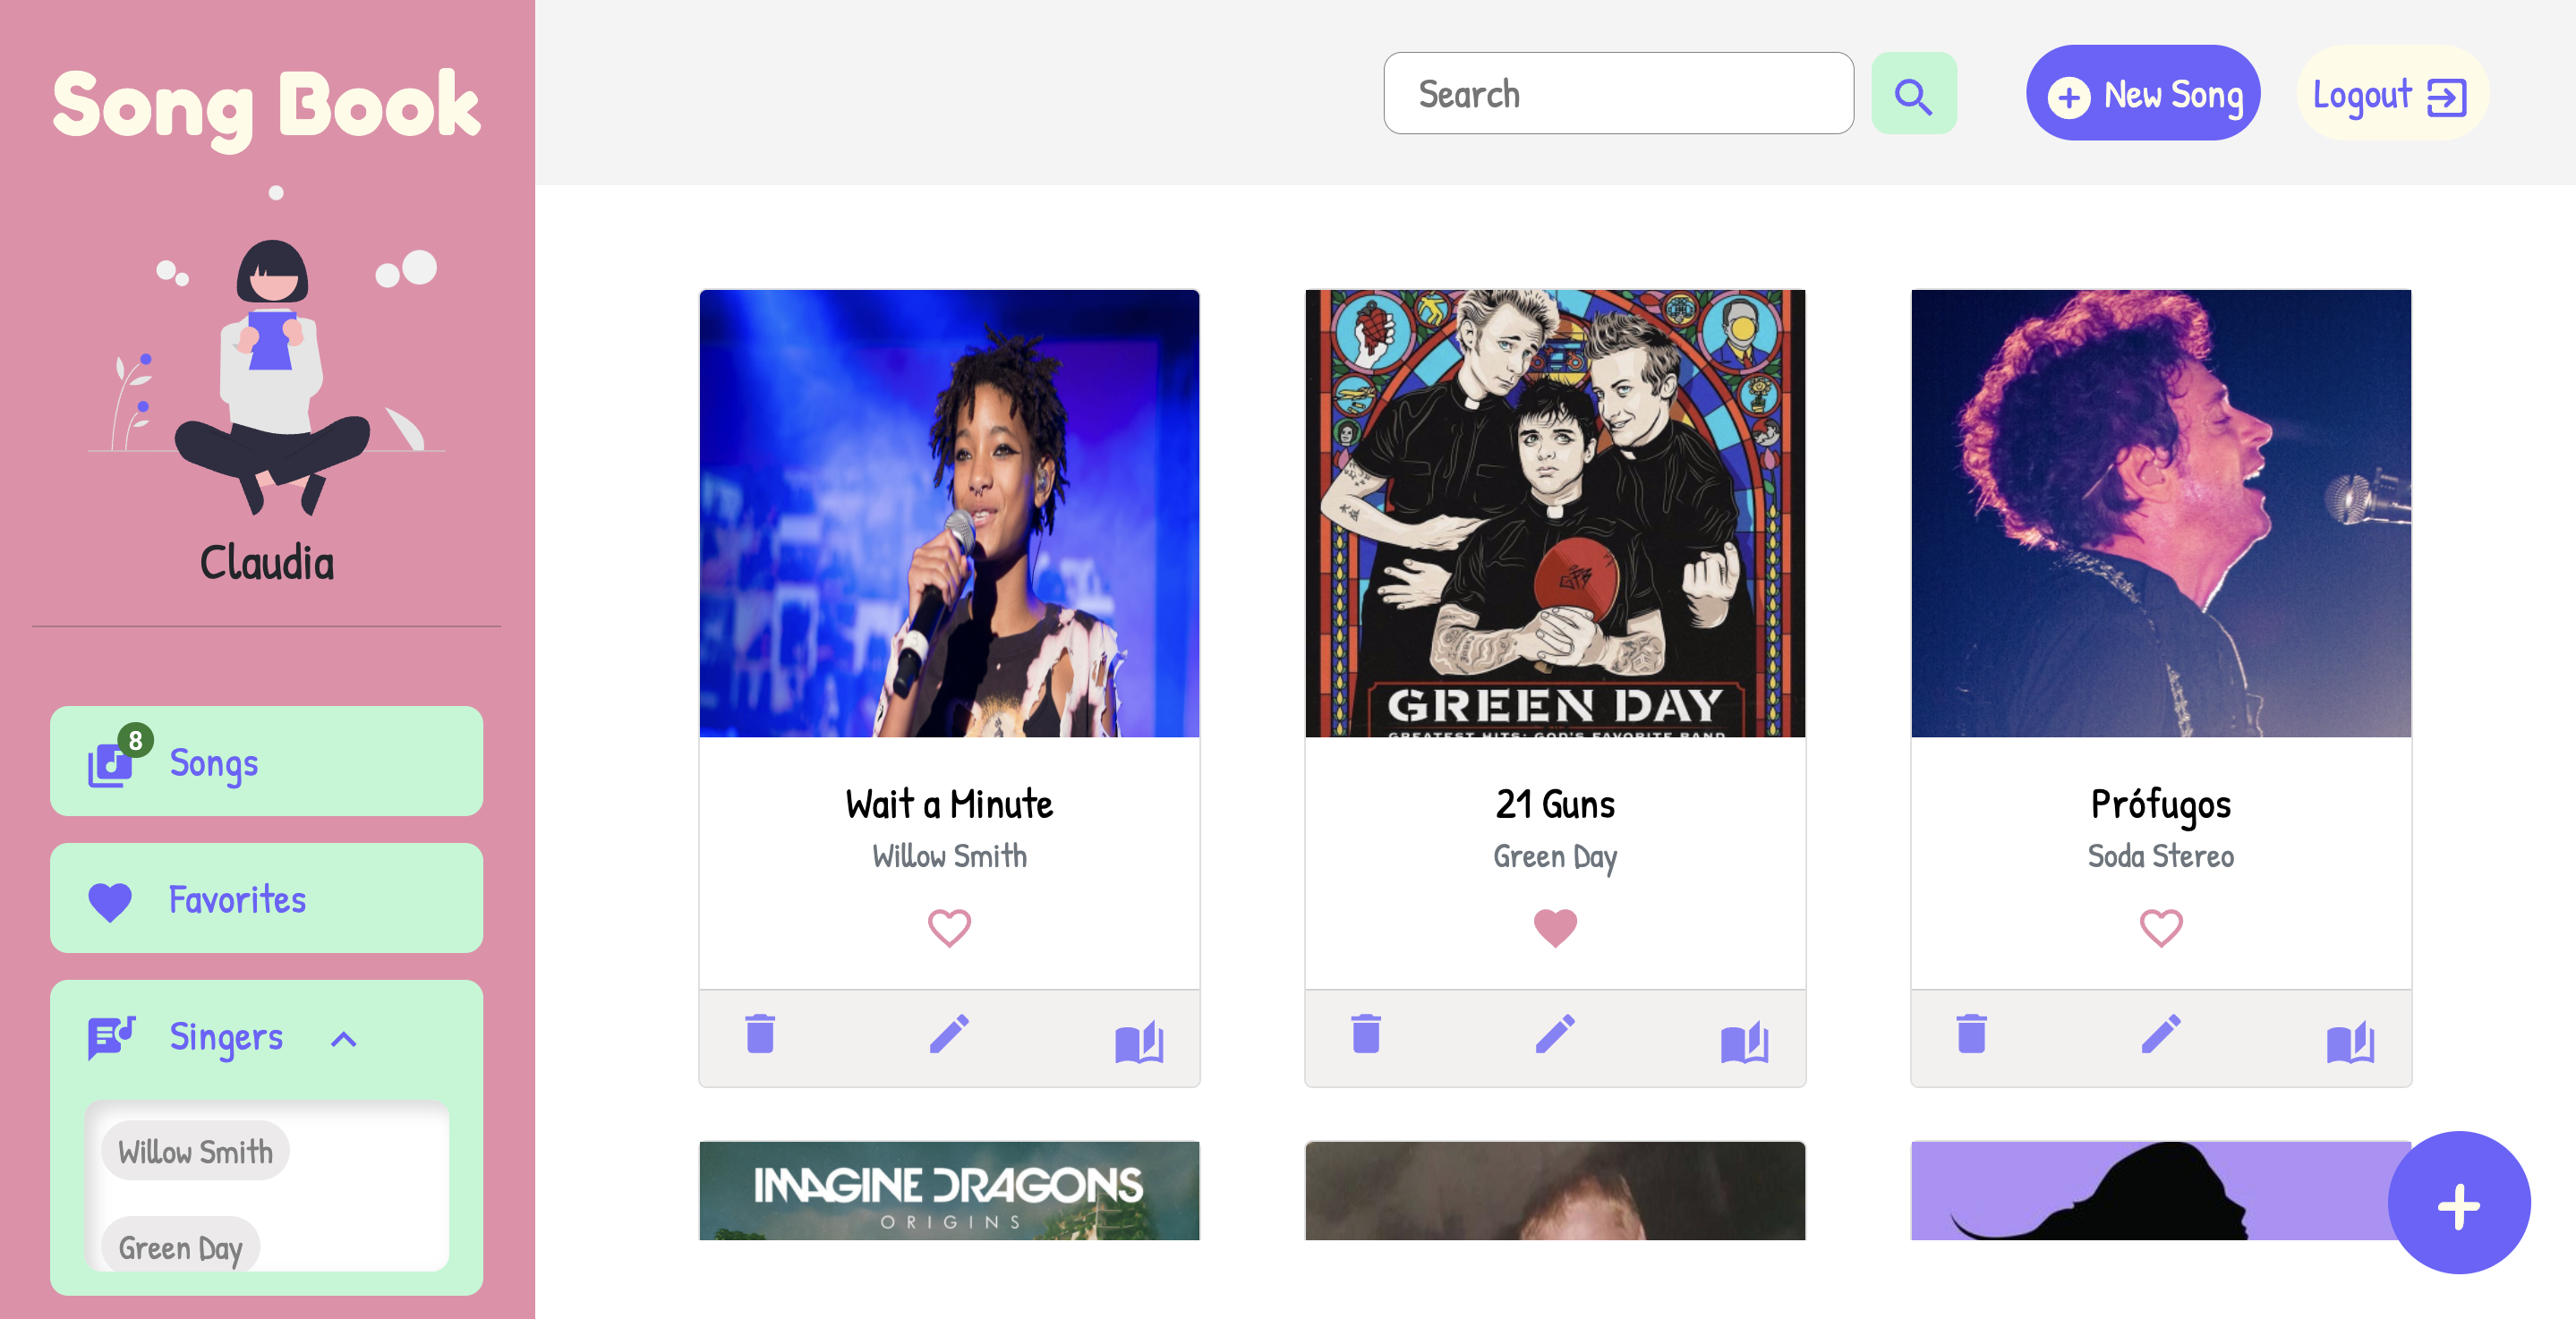 Song Book
Claudia
8
Songs
Favorites
Singers
Willow Smith
Green Day
Search
New Song
Logout
GREEN DAY
GREATEST HITS: GOD'S FAVORITE BAND
Wait a Minute
Willow Smith
21 Guns
Green Day
Prófugos
Soda Stereo
IMAGINE DRAGONS
ORIGINS